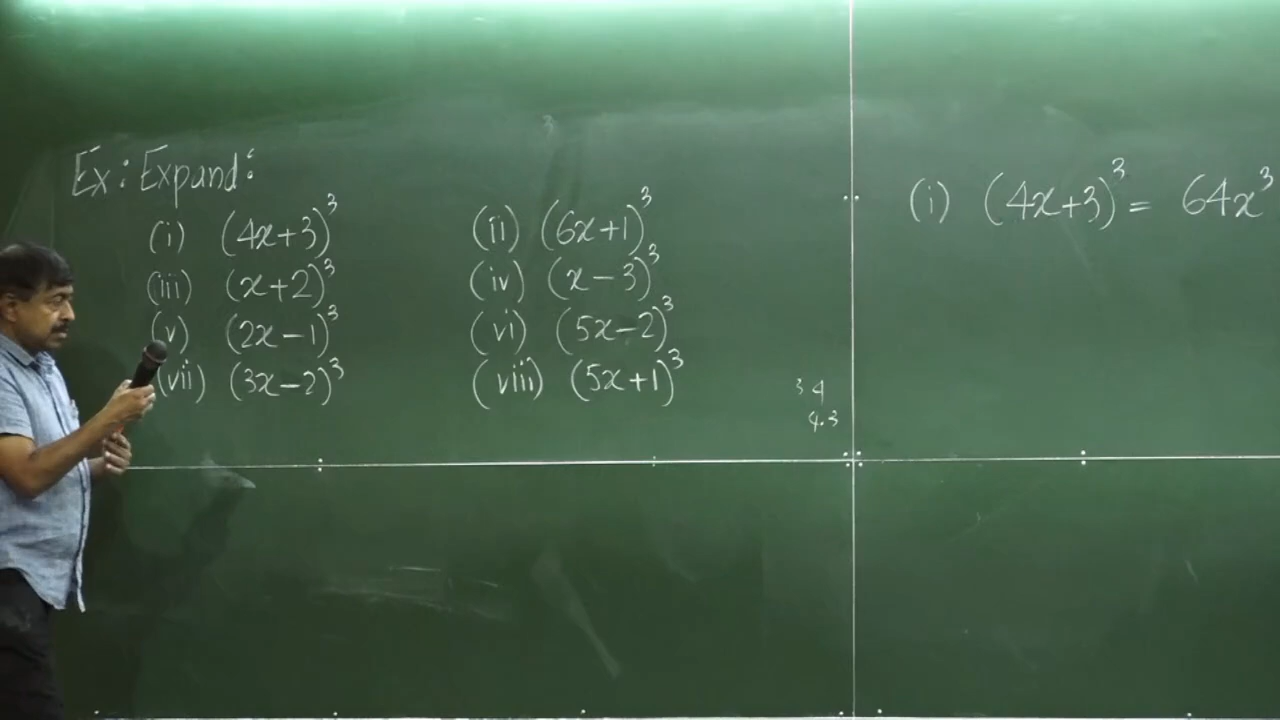 Ex: Expand:
(i) (4x+3)³ (ii) (6x+1)³
(iii) (x+2)³ (iv) (x-3)³
(v) (2x-1)³ (vi) (5x-2)³
(vii) (3x-2)³ (viii) (5x+1)³
3 4
4.3
(i) (4x+3)³ = 64x³